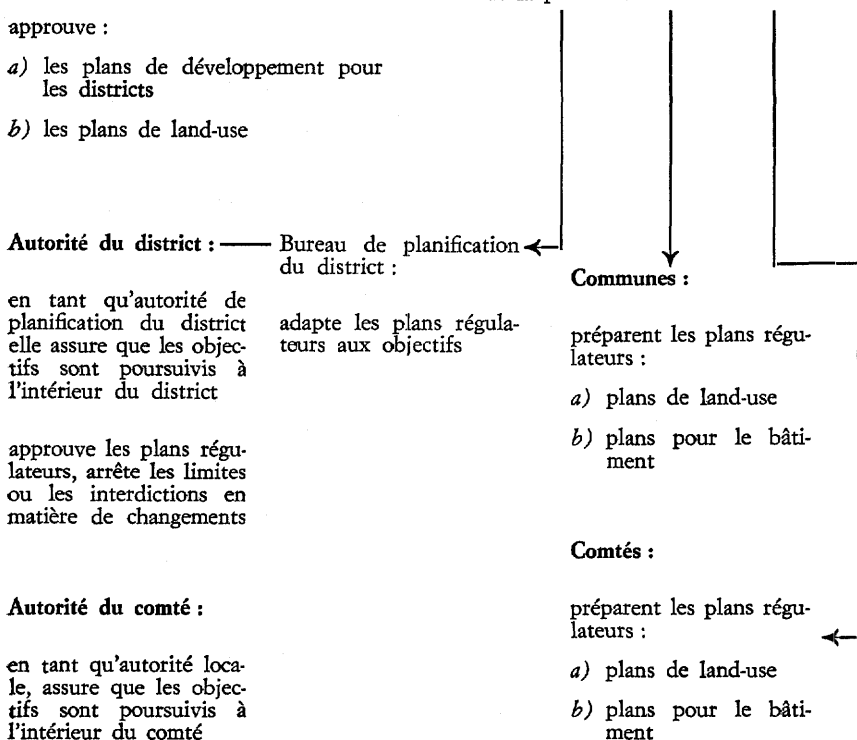 approuve :
a) les plans de développement pour
les districts
b) les plans de land-use
Autorité du district :
en tant qu'autorité de
planification du district
elle assure que les objec-
tifs sont poursuivis à
l'intérieur du district
approuve les plans régu-
lateurs, arrête les limites
ou les interdictions en
matière de changements
Bureau de planification
du district :
adapte les plans régula-
teurs aux objectifs
Communes :
préparent les plans régu-
lateurs :
a) plans de land-use
b) plans pour le bâti-
ment
Autorité du comté :
en tant qu'autorité loca-
le, assure que les objec-
tifs sont poursuivis à
l'intérieur du comté
Comtés :
préparent les plans régu-
lateurs :
a) plans de land-use
b) plans pour le bâti-
ment